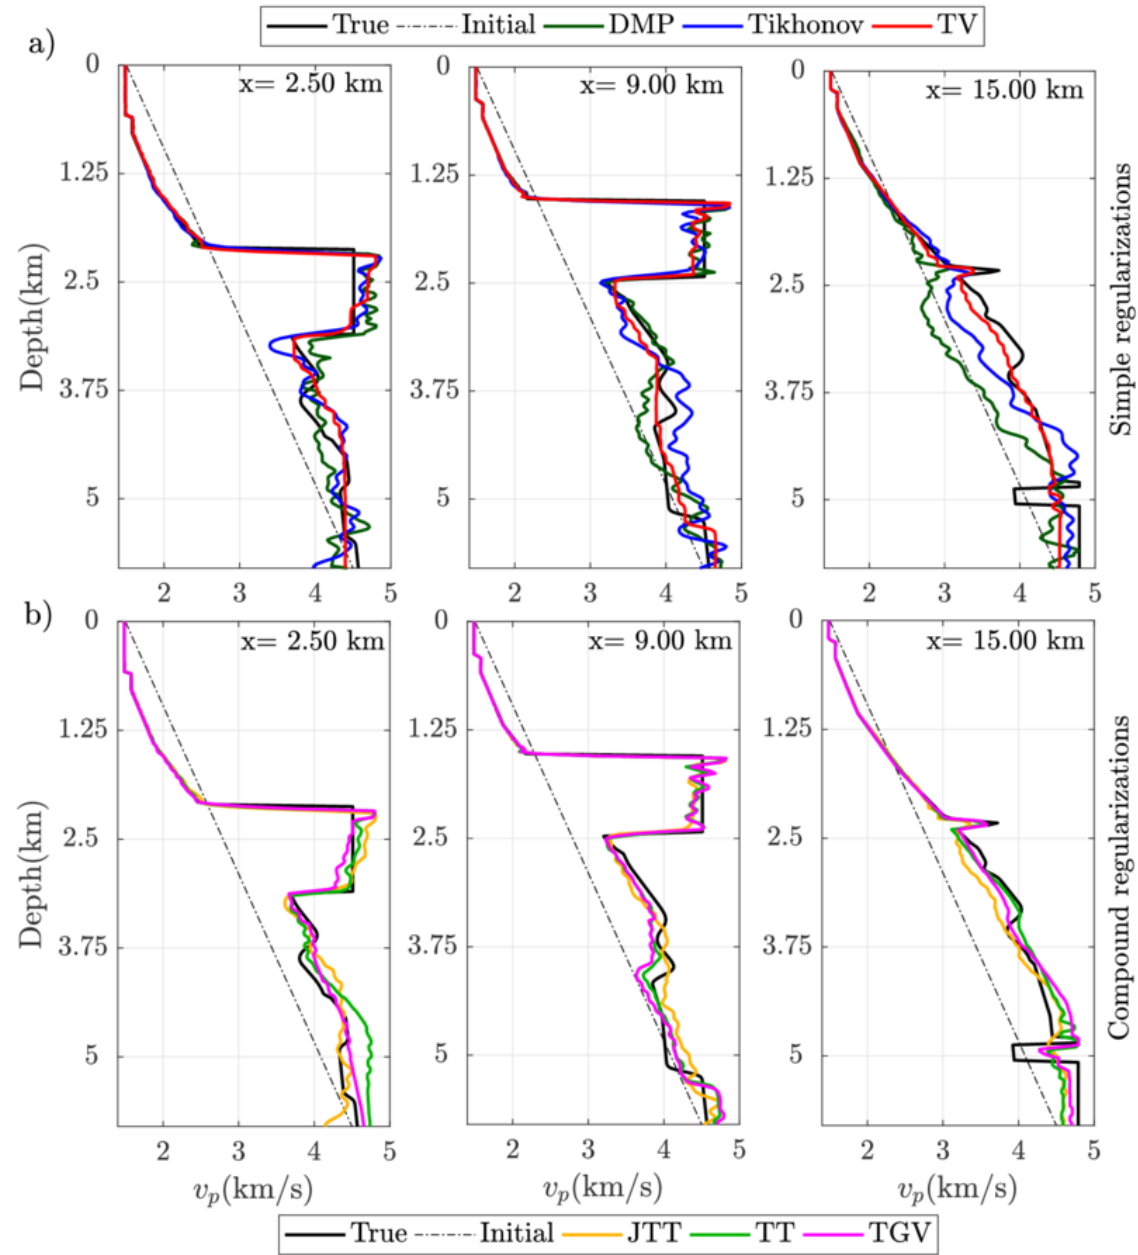 True Initial DMP Tikhonov TV
a)
x= 2.50 km x= 9.00 km x= 15.00 km
0 0 0
1.25 1.25 1.25
2.5 2.5 2.5
3.75 3.75 3.75
5 5 5
Depth(km)
Simple regularizations
2 3 4 5 2 3 4 5 2 3 4 5
b)
x= 2.50 km x= 9.00 km x= 15.00 km
0 0 0
1.25 1.25 1.25
2.5 2.5 2.5
3.75 3.75 3.75
5 5 5
Depth(km)
Compound regularizations
2 3 4 5 2 3 4 5 2 3 4 5
vₚ(km/s) vₚ(km/s) vₚ(km/s)
True Initial JTT TT TGV